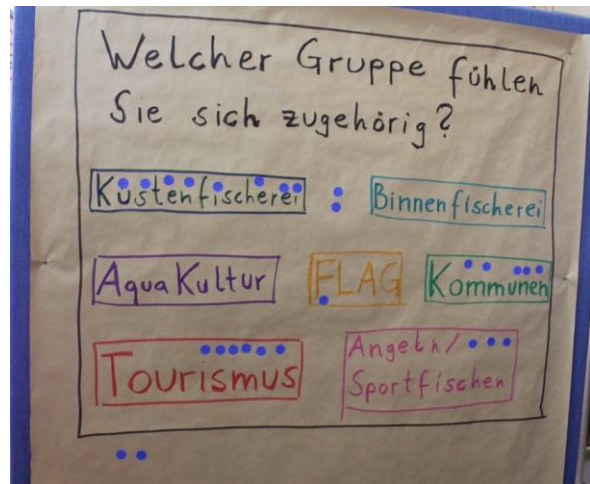 Welcher Gruppe fühlen
Sie sich zugehörig?
Küstenfischerei
Binnenfischerei
AquaKultur
FLAG
Kommunen
Tourismus
Angeln/
Sportfischen